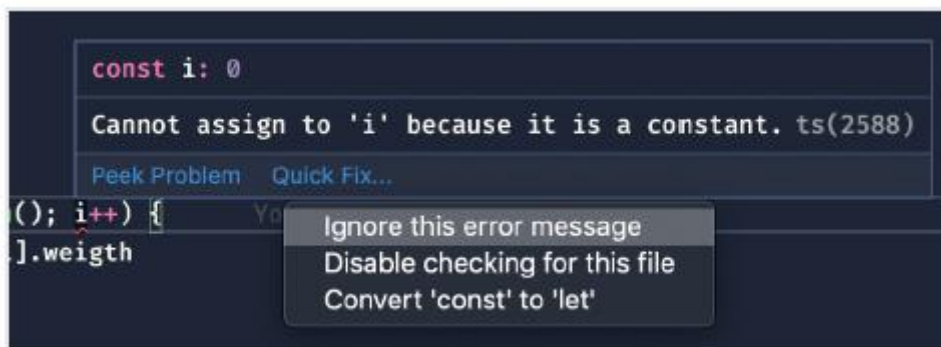 const i: 0
Cannot assign to 'i' because it is a constant. ts(2588)
Peek Problem Quick Fix...
(); i++) {
Ignore this error message
].weigth
Disable checking for this file
Convert 'const' to 'let'